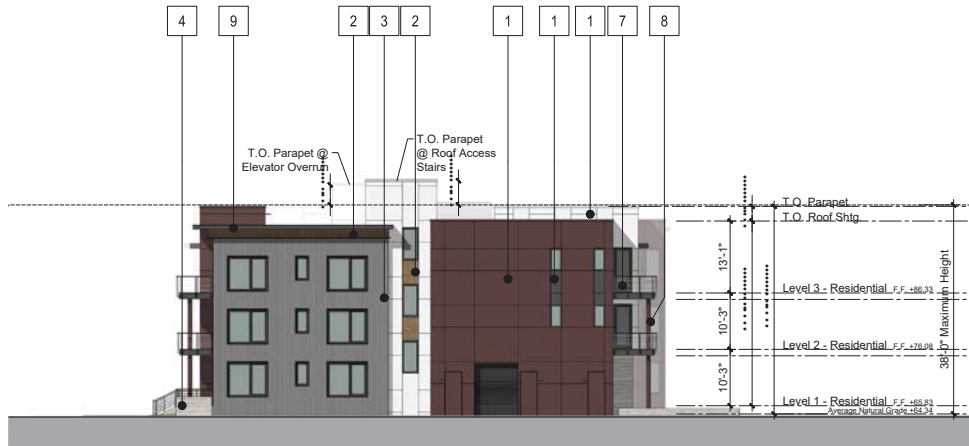 4 9 2 3 2 1 1 1 7 8
T.O. Parapet @
Elevator Overrun
T.O. Parapet
@ Roof Access
Stairs
T.O. Parapet
T.O. Roof Shtg.
13'-1"
Level 3 - Residential F.F. +86.33
10'-3"
38'-0" Maximum Height
Level 2 - Residential F.F. +76.08
10'-3"
Level 1 - Residential F.F. +65.83
Average Natural Grade +64.34